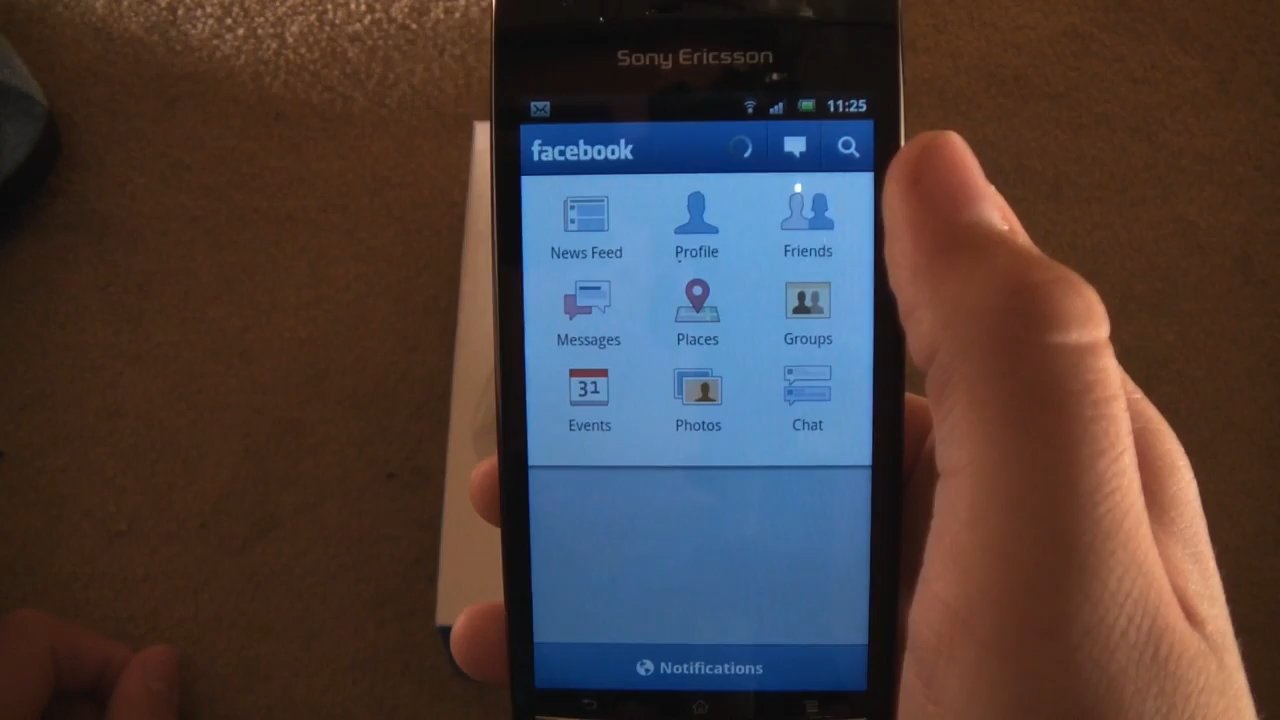 Sony Ericsson
11:25
facebook
News Feed
Profile
Friends
Messages
Places
Groups
31
Events
Photos
Chat
Notifications